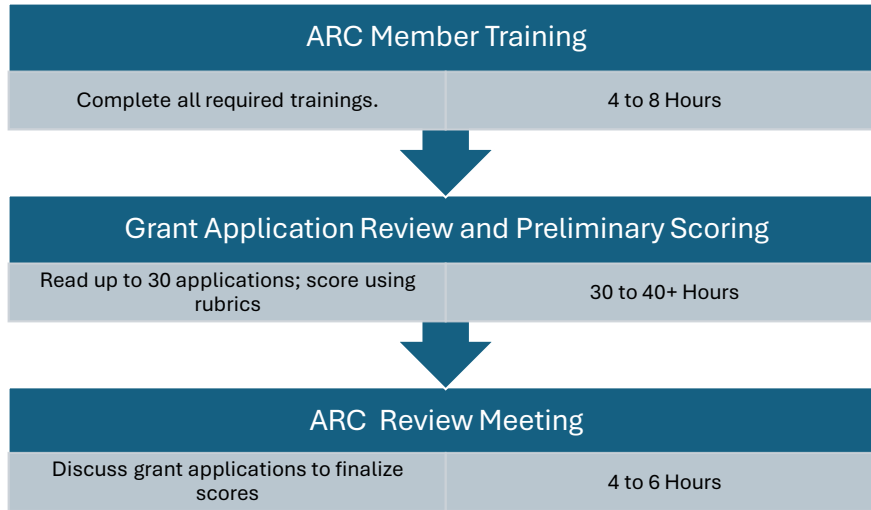 ARC Member Training
Complete all required trainings.
4 to 8 Hours
Grant Application Review and Preliminary Scoring
Read up to 30 applications; score using
rubrics
30 to 40+ Hours
ARC Review Meeting
Discuss grant applications to finalize
scores
4 to 6 Hours